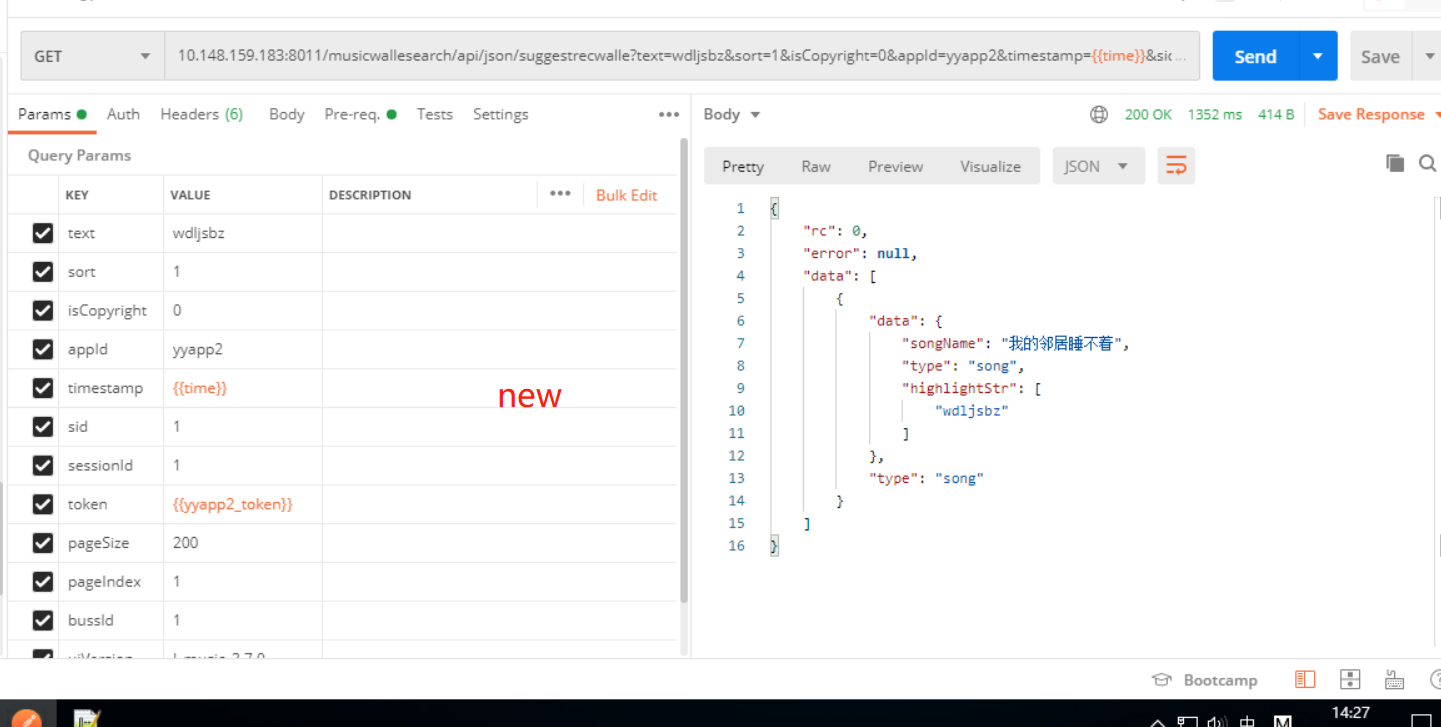 GET
10.148.159.183:8011/musicwallesearch/api/json/suggestrecwalle?text=wdljsbz&sort=1&isCopyright=0&appId=yyapp2&timestamp={{time}}&sic...
Send
Save
Params
Auth
Headers (6)
Body
Pre-req.
Tests
Settings
•••
Query Params
KEY VALUE DESCRIPTION ••• Bulk Edit
text wdljsbz
sort 1
isCopyright 0
appId yyapp2
timestamp {{time}}
sid 1
sessionId 1
token {{yyapp2_token}}
pageSize 200
pageIndex 1
bussId 1
new
Body
200 OK 1352 ms 414 B Save Response
Pretty Raw Preview Visualize JSON
1 {
2 "rc": 0,
3 "error": null,
4 "data": [
5 {
6 "data": {
7 "songName": "我的邻居睡不着",
8 "type": "song",
9 "highlightStr": [
10 "wdljsbz"
11 ]
12 },
13 "type": "song"
14 }
15 ]
16 }
Bootcamp
中 M 14:27